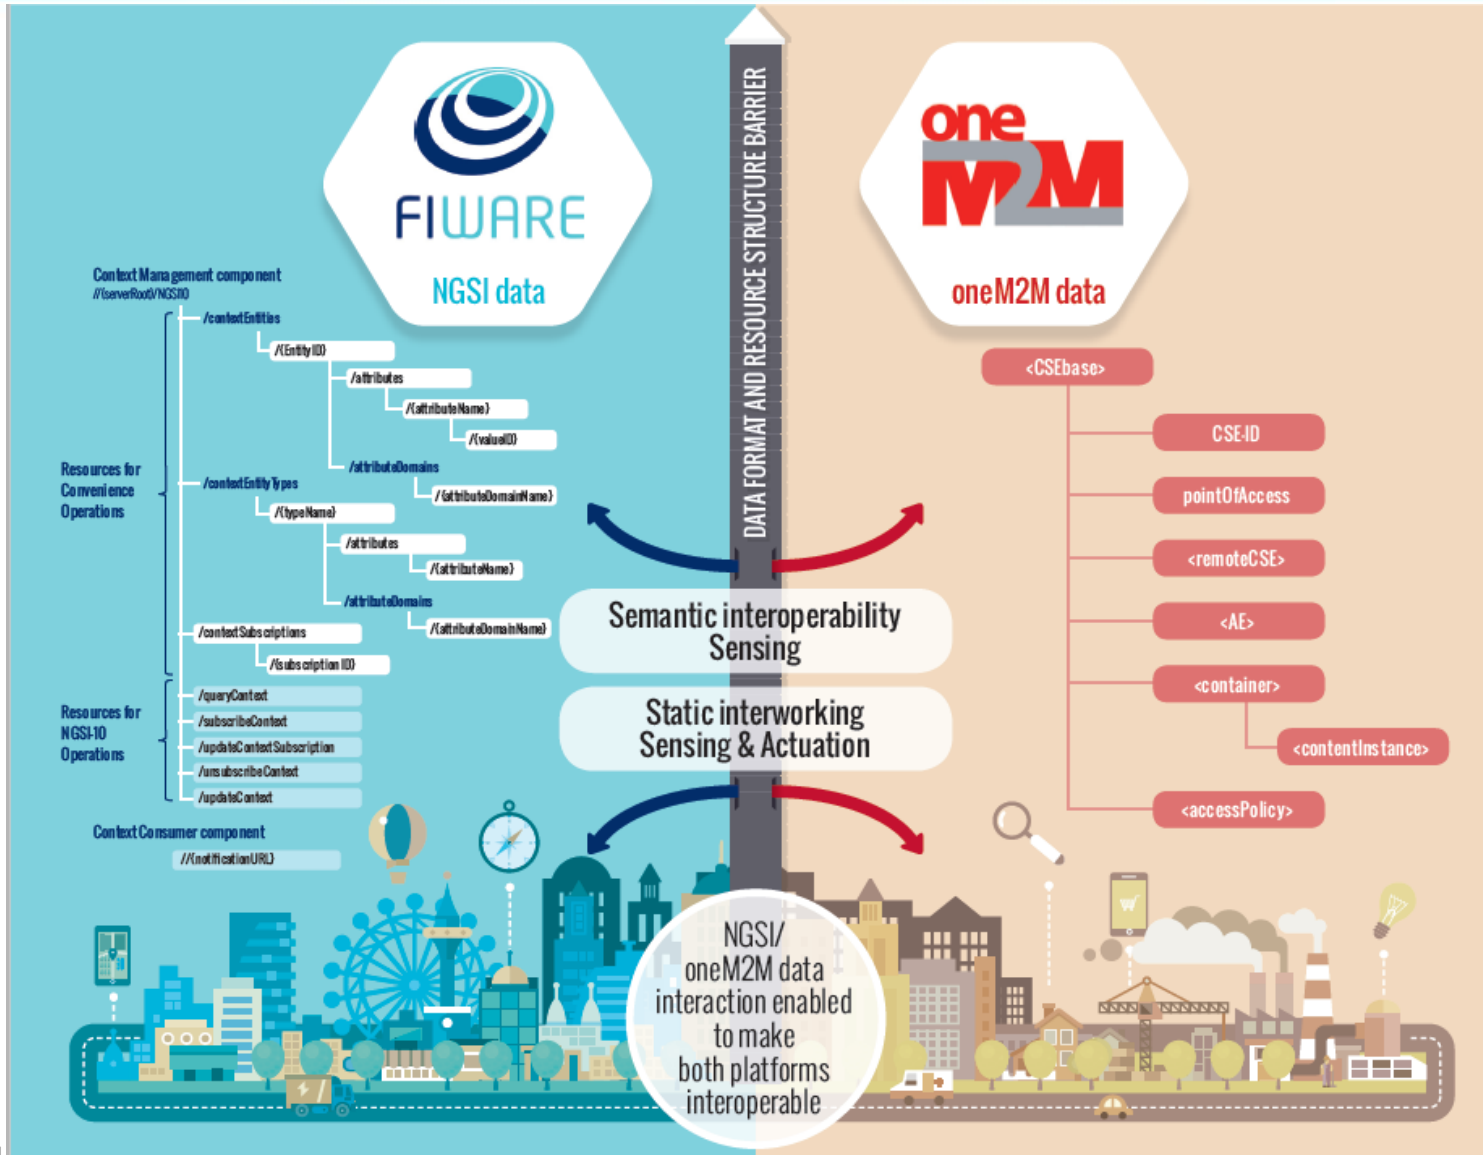 FIWARE
NGSI data
Context Management component
//{serverRoot}/NGSI10
/contextEntities
/{EntityID}
/attributes
/{attributeName}
/{valueID}
/attributeDomains
/{attributeDomainName}
Resources for
Convenience
Operations
/contextEntityTypes
/{typeName}
/attributes
/{attributeName}
/attributeDomains
/{attributeDomainName}
/contextSubscriptions
/{subscriptionID}
Resources for
NGSI-10
Operations
/queryContext
/subscribeContext
/updateContextSubscription
/unsubscribeContext
/updateContext
Context Consumer component
//{notificationURL}
DATA FORMAT AND RESOURCE STRUCTURE BARRIER
Semantic interoperability
Sensing
Static interworking
Sensing & Actuation
NGSI/
oneM2M data
interaction enabled
to make
both platforms
interoperable
one
M2M
oneM2M data
<CSEbase>
CSE-ID
pointOfAccess
<remoteCSE>
<AE>
<container>
<contentInstance>
<accessPolicy>